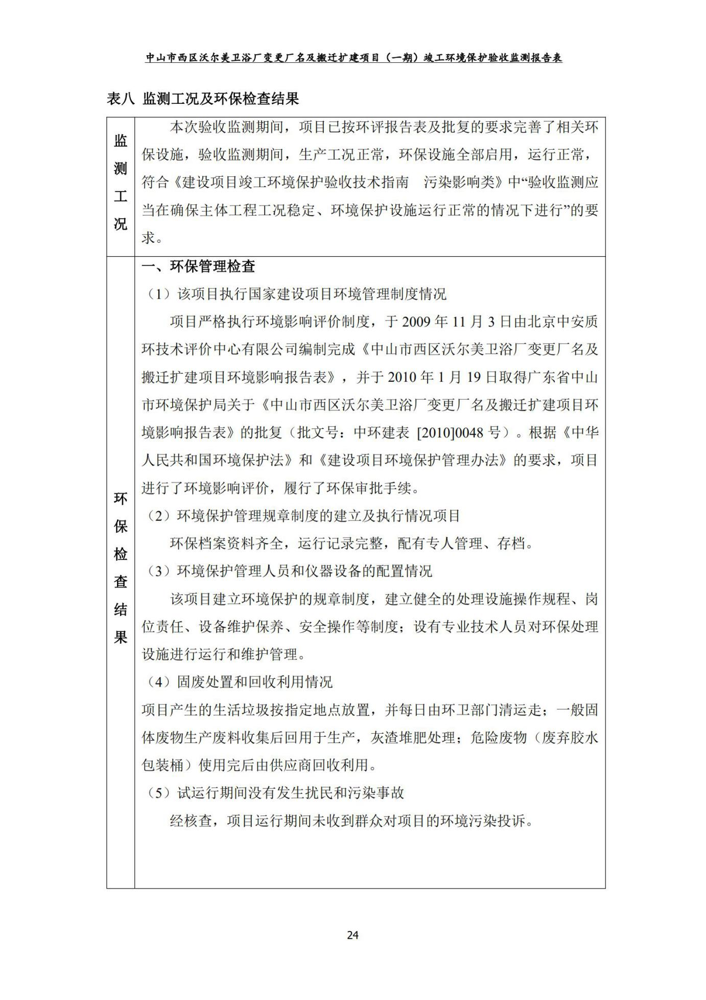 中山市西区沃尔美卫浴厂变更厂名及搬迁扩建项目（一期）竣工环境保护验收监测报告表
表八 监测工况及环保检查结果
监
测
工
况
本次验收监测期间，项目已按环评报告表及批复的要求完善了相关环
保设施，验收监测期间，生产工况正常，环保设施全部启用，运行正常，
符合《建设项目竣工环境保护验收技术指南 污染影响类》中“验收监测应
当在确保主体工程工况稳定、环境保护设施运行正常的情况下进行”的要
求。
环
保
检
查
结
果
一、环保管理检查
（1）该项目执行国家建设项目环境管理制度情况
项目严格执行环境影响评价制度，于 2009 年 11 月 3 日由北京中安质
环技术评价中心有限公司编制完成《中山市西区沃尔美卫浴厂变更厂名及
搬迁扩建项目环境影响报告表》，并于 2010 年 1 月 19 日取得广东省中山
市环境保护局关于《中山市西区沃尔美卫浴厂变更厂名及搬迁扩建项目环
境影响报告表》的批复（批文号：中环建表 [2010]0048 号）。根据《中华
人民共和国环境保护法》和《建设项目环境保护管理办法》的要求，项目
进行了环境影响评价，履行了环保审批手续。
（2）环境保护管理规章制度的建立及执行情况项目
环保档案资料齐全，运行记录完整，配有专人管理、存档。
（3）环境保护管理人员和仪器设备的配置情况
该项目建立环境保护的规章制度，建立健全的处理设施操作规程、岗
位责任、设备维护保养、安全操作等制度；设有专业技术人员对环保处理
设施进行运行和维护管理。
（4）固废处置和回收利用情况
项目产生的生活垃圾按指定地点放置，并每日由环卫部门清运走；一般固
体废物生产废料收集后回用于生产，灰渣堆肥处理；危险废物（废弃胶水
包装桶）使用完后由供应商回收利用。
（5）试运行期间没有发生扰民和污染事故
经核查，项目运行期间未收到群众对项目的环境污染投诉。
24